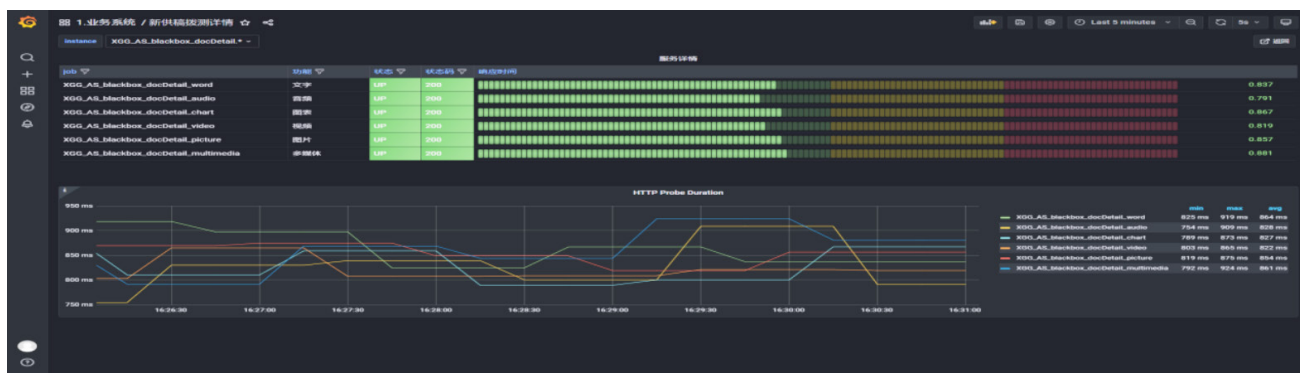 1.业务系统 / 新供稿拨测详情
Last 5 minutes
5s
instance XGG_AS_blackbox_docDetail.*
返回
服务详情
job 功能 状态 状态码 响应时间
XGG_AS_blackbox_docDetail_word 文字 UP 200 0.837
XGG_AS_blackbox_docDetail_audio 音频 UP 200 0.791
XGG_AS_blackbox_docDetail_chart 图表 UP 200 0.867
XGG_AS_blackbox_docDetail_video 视频 UP 200 0.819
XGG_AS_blackbox_docDetail_picture 图片 UP 200 0.857
XGG_AS_blackbox_docDetail_multimedia 多媒体 UP 200 0.881
HTTP Probe Duration
950 ms
900 ms
850 ms
800 ms
750 ms
16:26:30 16:27:00 16:27:30 16:28:00 16:28:30 16:29:00 16:29:30 16:30:00 16:30:30 16:31:00
min max avg
XGG_AS_blackbox_docDetail_word 825 ms 919 ms 864 ms
XGG_AS_blackbox_docDetail_audio 754 ms 909 ms 828 ms
XGG_AS_blackbox_docDetail_chart 789 ms 873 ms 827 ms
XGG_AS_blackbox_docDetail_video 803 ms 865 ms 822 ms
XGG_AS_blackbox_docDetail_picture 819 ms 875 ms 854 ms
XGG_AS_blackbox_docDetail_multimedia 792 ms 924 ms 861 ms